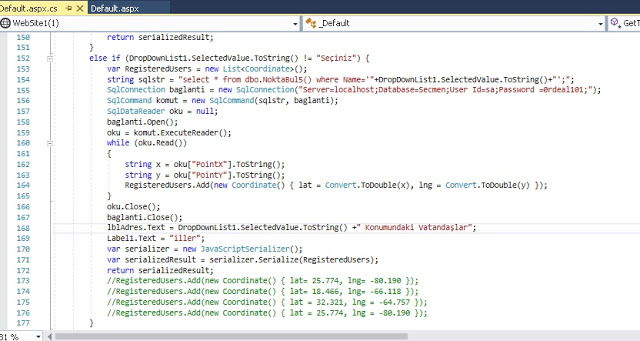 Default.aspx.cs Default.aspx
WebSite1(1) _Default GetT
150 return serializedResult;
151 }
152 else if (DropDownList1.SelectedValue.ToString() != "Seçiniz") {
153 var RegisteredUsers = new List<Coordinate>();
154 string sqlstr = "select * from dbo.NoktaBul5() where Name='"+DropDownList1.SelectedValue.ToString()+"';";
155 SqlConnection baglanti = new SqlConnection("Server=localhost;Database=Secmen;User Id=sa;Password =0rdeal101;");
156 SqlCommand komut = new SqlCommand(sqlstr, baglanti);
157 SqlDataReader oku = null;
158 baglanti.Open();
159 oku = komut.ExecuteReader();
160 while (oku.Read())
161 {
162 string x = oku["PointX"].ToString();
163 string y = oku["PointY"].ToString();
164 RegisteredUsers.Add(new Coordinate() { lat = Convert.ToDouble(x), lng = Convert.ToDouble(y) });
165 }
166 oku.Close();
167 baglanti.Close();
168 lblAdres.Text = DropDownList1.SelectedValue.ToString() +" Konumundaki Vatandaşlar";
169 Label1.Text = "iller";
170 var serializer = new JavaScriptSerializer();
171 var serializedResult = serializer.Serialize(RegisteredUsers);
172 return serializedResult;
173 //RegisteredUsers.Add(new Coordinate() { lat= 25.774, lng= -80.190 });
174 //RegisteredUsers.Add(new Coordinate() { lat= 18.466, lng= -66.118 });
175 //RegisteredUsers.Add(new Coordinate() { lat = 32.321, lng = -64.757 });
176 //RegisteredUsers.Add(new Coordinate() { lat = 25.774, lng = -80.190 });
177 }
81 %